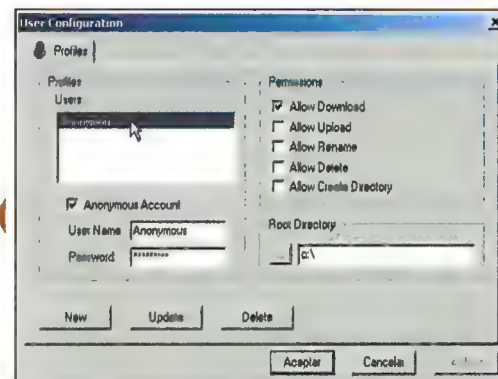 User Configuration
Profiles
Profiles
Users
Anonymous Account
User Name Anonymous
Password *********
Permissions
Allow Download
Allow Upload
Allow Rename
Allow Delete
Allow Create Directory
Root Directory
... c:\
New Update Delete
Aceptar Cancelar